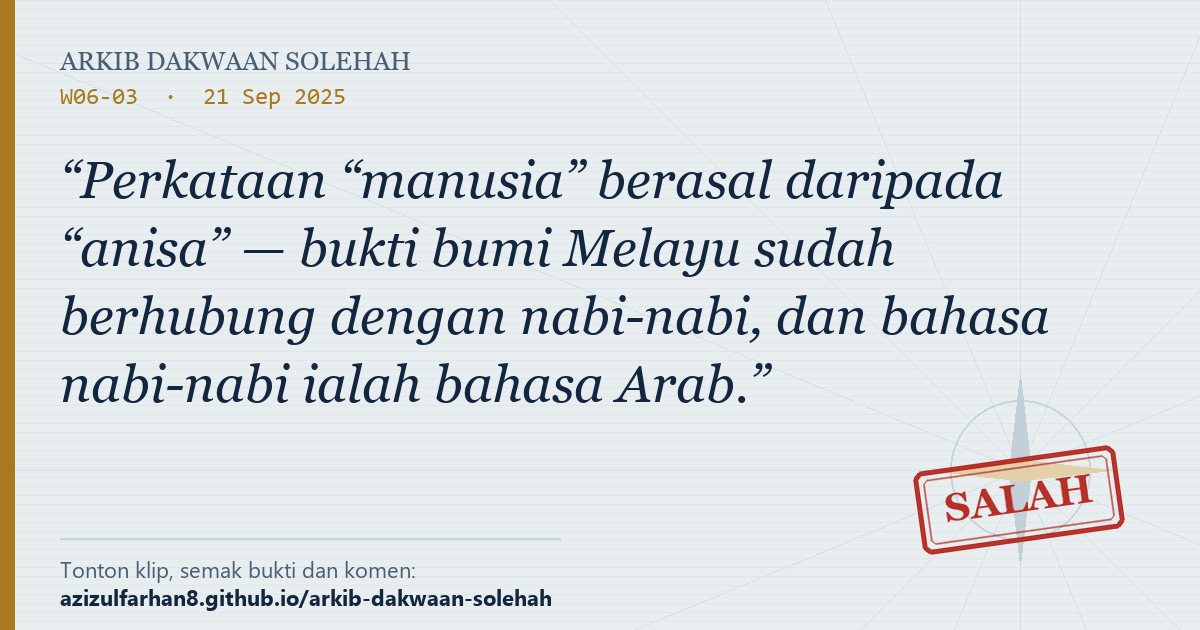 ARKIB DAKWAAN SOLEHAH
W06-03 · 21 Sep 2025
“Perkataan “manusia” berasal daripada
“anisa” — bukti bumi Melayu sudah
berhubung dengan nabi-nabi, dan bahasa
nabi-nabi ialah bahasa Arab.”
SALAH
Tonton klip, semak bukti dan komen:
azizulfarhan8.github.io/arkib-dakwaan-solehah